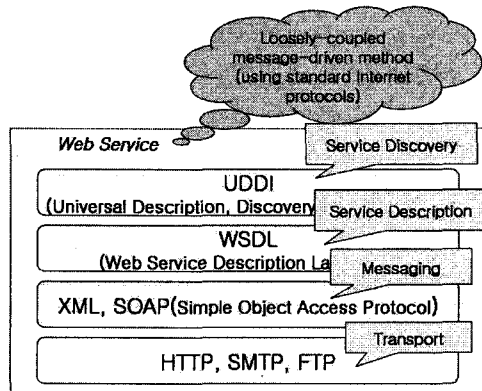 Loosely-coupled
message-driven method
(using standard Internet
protocols)
Web Service
Service Discovery
UDDI
(Universal Description, Discovery
Service Description
WSDL
(Web Service Description La
Messaging
XML, SOAP(Simple Object Access Protocol)
Transport
HTTP, SMTP, FTP